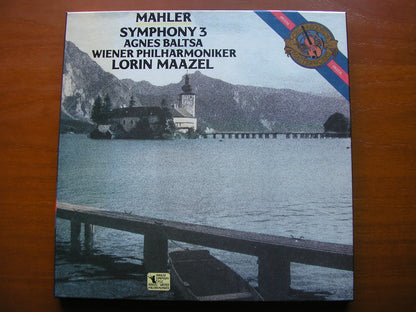 MAHLER
SYMPHONY 3
AGNES BALTSA
WIENER PHILHARMONIKER
LORIN MAAZEL